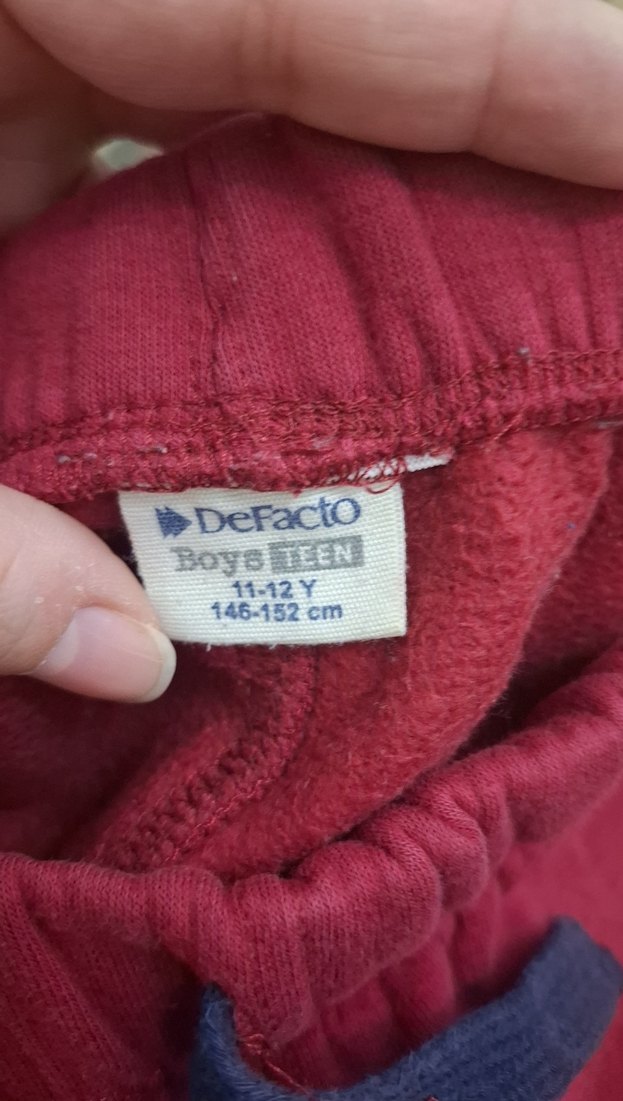 DeFacto
Boys TEEN
11-12 Y
146-152 cm